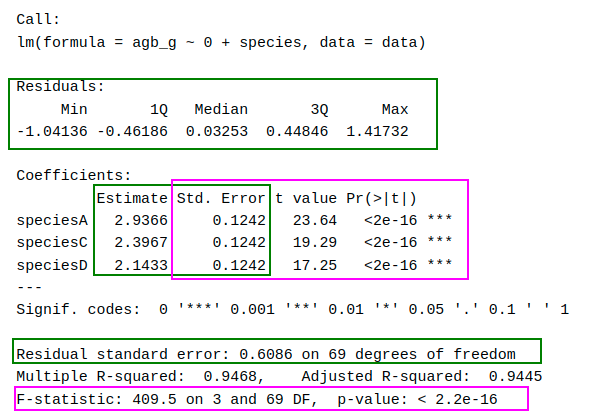 Call:
lm(formula = agb_g ~ 0 + species, data = data)
Residuals:
     Min       1Q   Median       3Q      Max
-1.04136 -0.46186  0.03253  0.44846  1.41732
Coefficients:
         Estimate Std. Error t value Pr(>|t|)
speciesA   2.9366     0.1242   23.64   <2e-16 ***
speciesC   2.3967     0.1242   19.29   <2e-16 ***
speciesD   2.1433     0.1242   17.25   <2e-16 ***
---
Signif. codes:  0 '***' 0.001 '**' 0.01 '*' 0.05 '.' 0.1 ' ' 1
Residual standard error: 0.6086 on 69 degrees of freedom
Multiple R-squared:  0.9468,    Adjusted R-squared:  0.9445
F-statistic: 409.5 on 3 and 69 DF,  p-value: < 2.2e-16